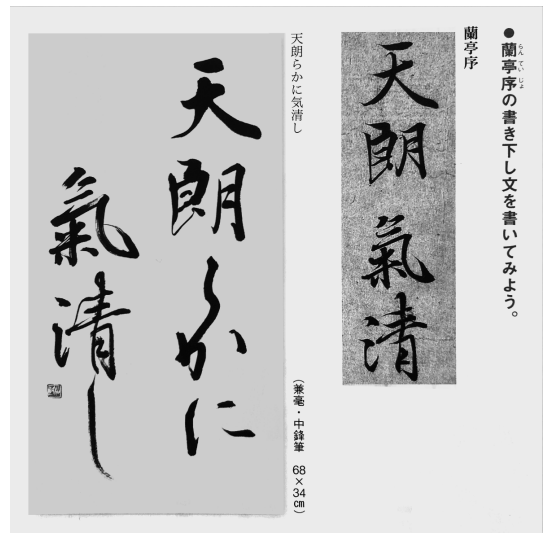 ●蘭亭序の書き下し文を書いてみよう。
らんていじょ
蘭亭序
天朗氣清
天朗らかに気清し
(兼毫・中鋒筆 68×34㎝)
天朗らかに
氣清し